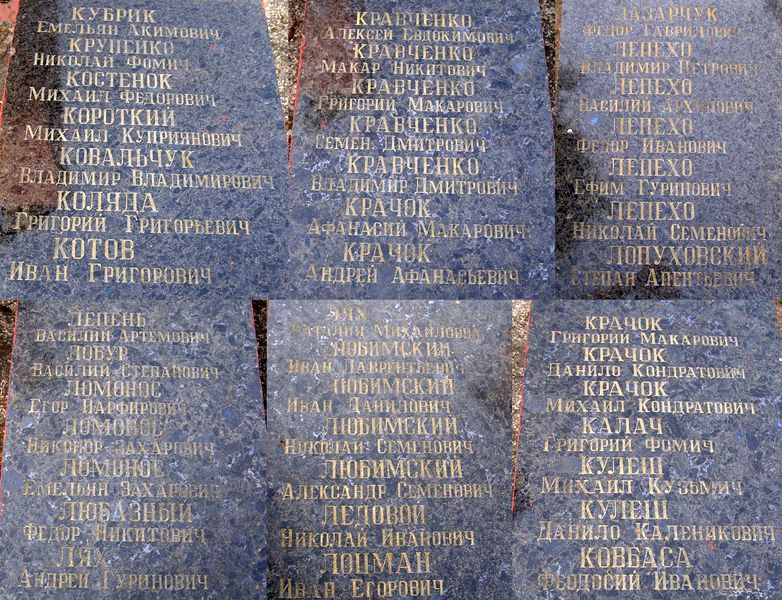 КУБРИК
ЕМЕЛЬЯН АКИМОВИЧ
КРУПЕЙКО
НИКОЛАЙ ФОМИЧ
КОСТЕНОК
МИХАИЛ ФЕДОРОВИЧ
КОРОТКИЙ
МИХАИЛ КУПРИЯНОВИЧ
КОВАЛЬЧУК
ВЛАДИМИР ВЛАДИМИРОВИЧ
КОЛЯДА
ГРИГОРИЙ ГРИГОРЬЕВИЧ
КОТОВ
ИВАН ГРИГОРОВИЧ
КРАВЧЕНКО
АЛЕКСЕЙ ЕВДОКИМОВИЧ
КРАВЧЕНКО
МАКАР НИКИТОВИЧ
КРАВЧЕНКО
ГРИГОРИЙ МАКАРОВИЧ
КРАВЧЕНКО
СЕМЕН ДМИТРОВИЧ
КРАВЧЕНКО
ВЛАДИМИР ДМИТРОВИЧ
КРАЧОК
АФАНАСИЙ МАКАРОВИЧ
КРАЧОК
АНДРЕЙ АФАНАСЬЕВИЧ
ЛАЗАРЧУК
ФЕДОР ГАВРИЛОВИЧ
ЛЕПЕХО
ВЛАДИМИР ПЕТРОВИЧ
ЛЕПЕХО
ВАСИЛИЙ АРХИПОВИЧ
ЛЕПЕХО
ФЕДОР ИВАНОВИЧ
ЛЕПЕХО
ЕФИМ ГУРИНОВИЧ
ЛЕПЕХО
НИКОЛАЙ СЕМЕНОВИЧ
ЛОПУХОВСКИЙ
СТЕПАН АПЕНТЬЕВИЧ
ЛЕПЕНЬ
ВАСИЛИЙ АРТЕМОВИЧ
ЛОБУР
ВАСИЛИЙ СТЕПАНОВИЧ
ЛОМОНОС
ЕГОР ПАРФИРОВИЧ
ЛОМОНОС
НИКОНОР ЗАХАРОВИЧ
ЛОМОНОС
ЕМЕЛЬЯН ЗАХАРОВИЧ
ЛЮБАЗНЫЙ
ФЕДОР НИКИТОВИЧ
ЛЯХ
АНДРЕЙ ГУРИНОВИЧ
ЛЯХ
НАТАЛИЯ МИХАЙЛОВНА
ЛЮБИМСКИЙ
ИВАН ЛАВРЕНТЬЕВИЧ
ЛЮБИМСКИЙ
ИВАН ДАНИЛОВИЧ
ЛЮБИМСКИЙ
НИКОЛАЙ СЕМЕНОВИЧ
ЛЮБИМСКИЙ
АЛЕКСАНДР СЕМЕНОВИЧ
ЛЕДОВОЙ
НИКОЛАЙ ИВАНОВИЧ
ЛОЦМАН
ИВАН ЕГОРОВИЧ
КРАЧОК
ГРИГОРИЙ МАКАРОВИЧ
КРАЧОК
ДАНИЛО КОНДРАТОВИЧ
КРАЧОК
МИХАИЛ КОНДРАТОВИЧ
КАЛАЧ
ГРИГОРИЙ ФОМИЧ
КУЛЕШ
МИХАИЛ КУЗЬМИЧ
КУЛЕШ
ДАНИЛО КАЛЕНИКОВИЧ
КОВБАСА
ФЕОДОСИЙ ИВАНОВИЧ